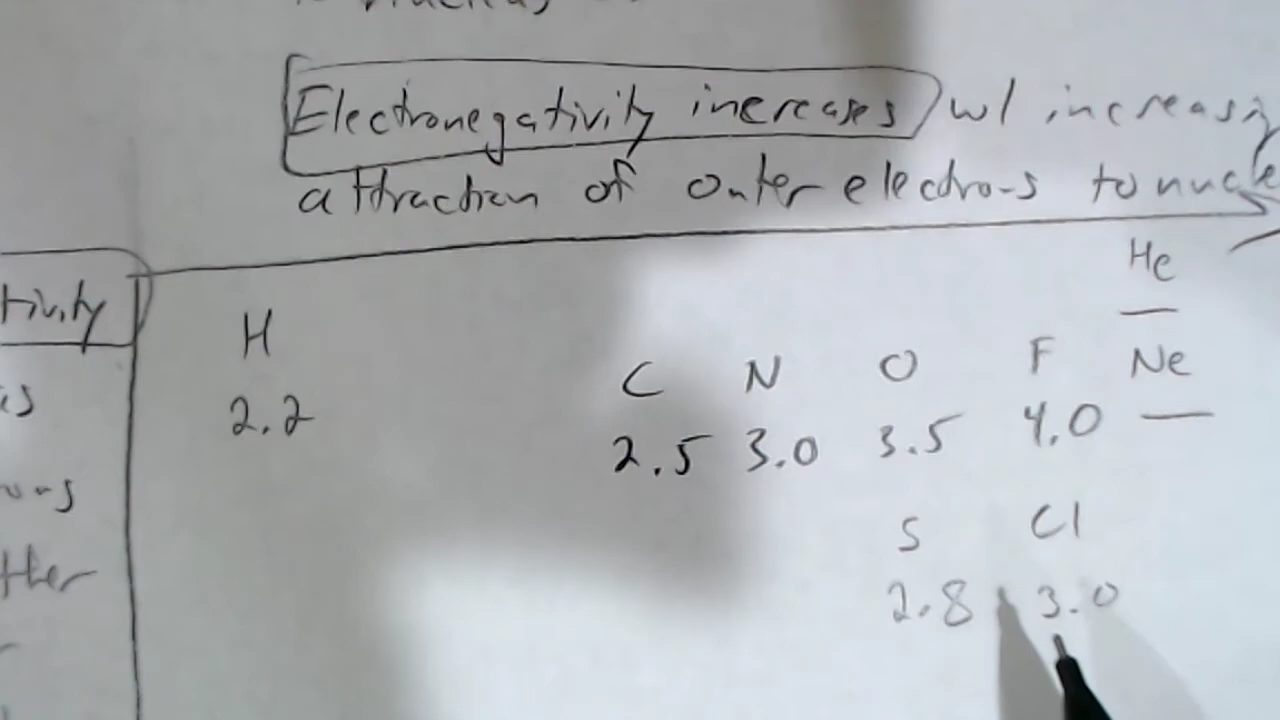 Electronegativity increases w/ increasing
attraction of outer electrons to nucle
He
—
tivity
H
C N O F Ne
2.2
2.5 3.0 3.5 4.0 —
S Cl
2.8 3.0
ther